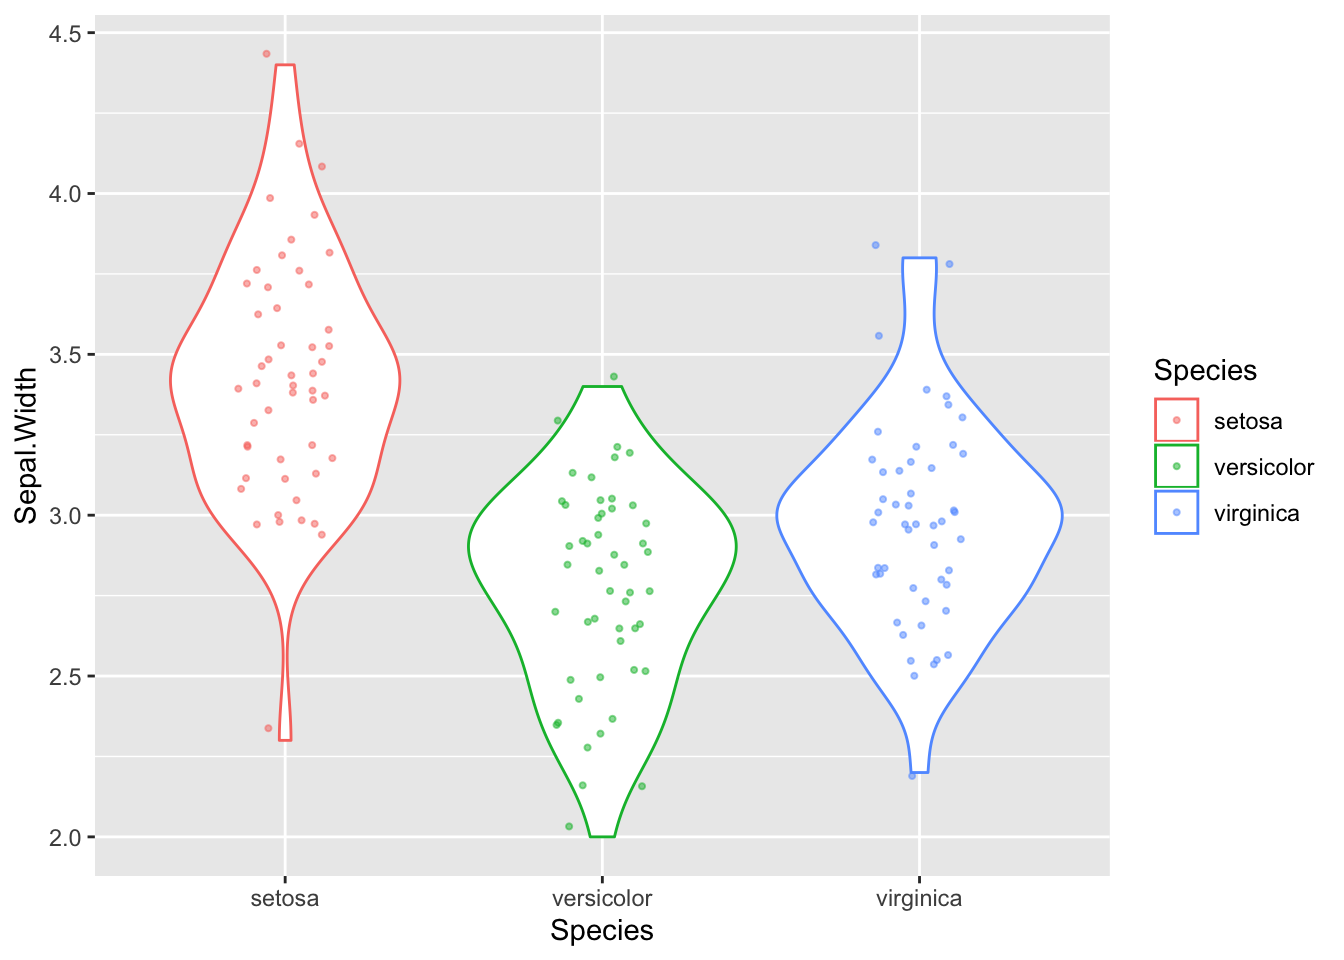 Sepal.Width
4.5
4.0
3.5
3.0
2.5
2.0
setosa
versicolor
virginica
Species
Species
setosa
versicolor
virginica